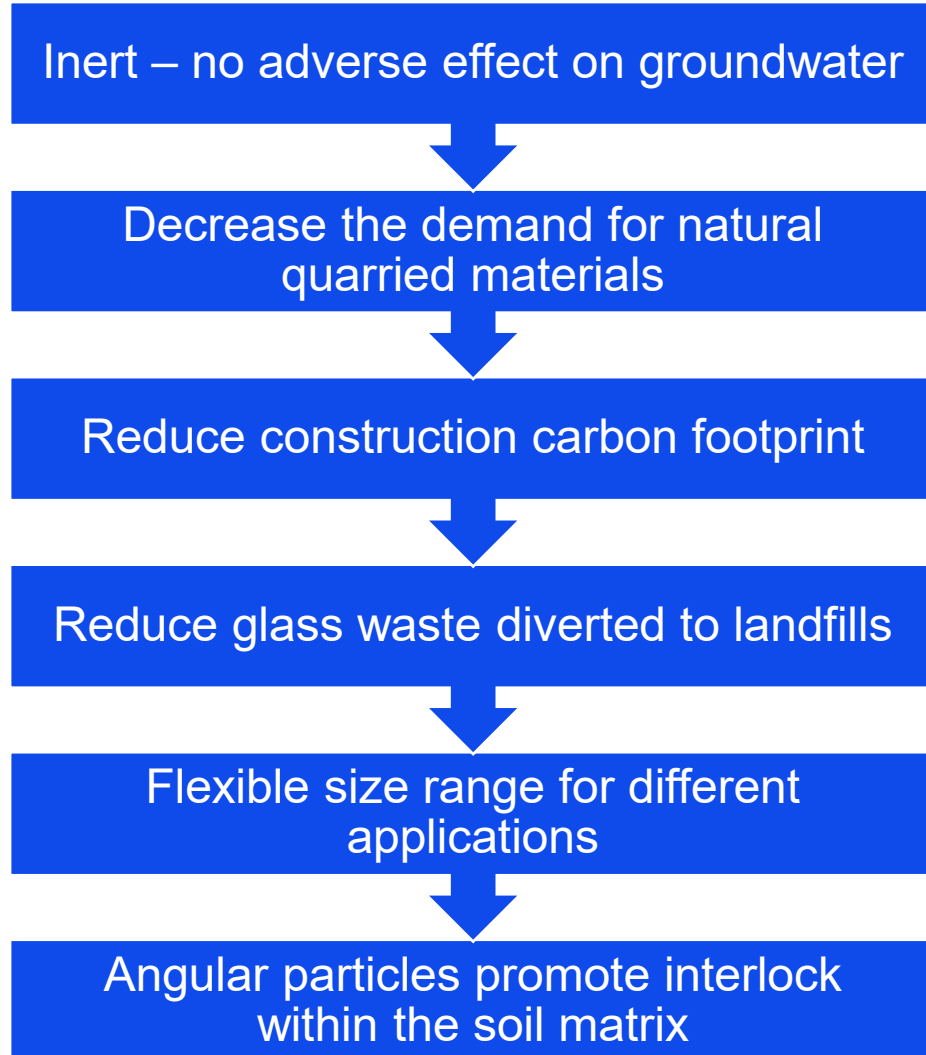 Inert – no adverse effect on groundwater
Decrease the demand for natural
quarried materials
Reduce construction carbon footprint
Reduce glass waste diverted to landfills
Flexible size range for different
applications
Angular particles promote interlock
within the soil matrix